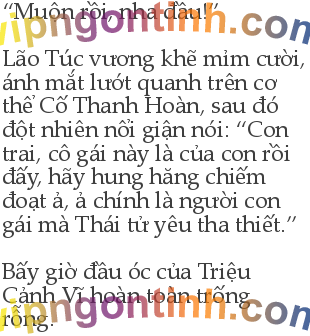 “Muộn rồi, nha đầu!”
vipngontinh.com
Lão Túc vương khẽ mỉm cười,
ánh mắt lướt quanh trên cơ
thể Cố Thanh Hoàn, sau đó
đột nhiên nổi giận nói: “Con
trai, cô gái này là của con rồi
đấy, hãy hung hăng chiếm
đoạt ả, ả chính là người con
gái mà Thái tử yêu tha thiết.”
Bấy giờ đầu óc của Triệu
Cảnh Vĩ hoàn toàn trống
rỗng.
vipngontinh.com